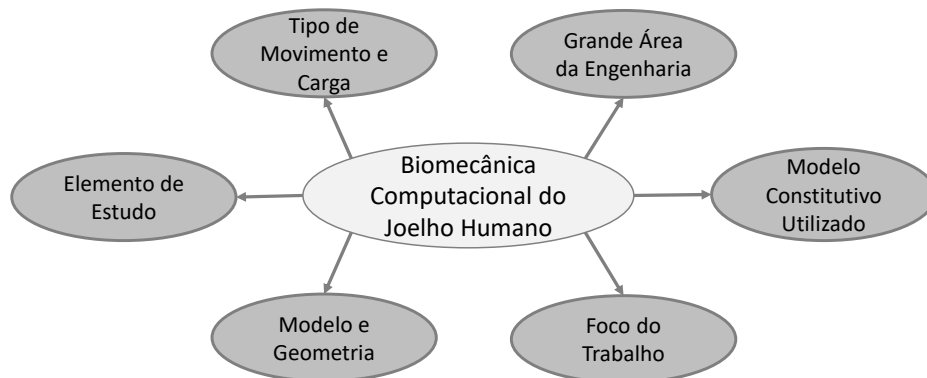 Tipo de
Movimento e
Carga
Grande Área
da Engenharia
Biomecânica
Computacional do
Joelho Humano
Elemento de
Estudo
Modelo
Constitutivo
Utilizado
Modelo e
Geometria
Foco do
Trabalho